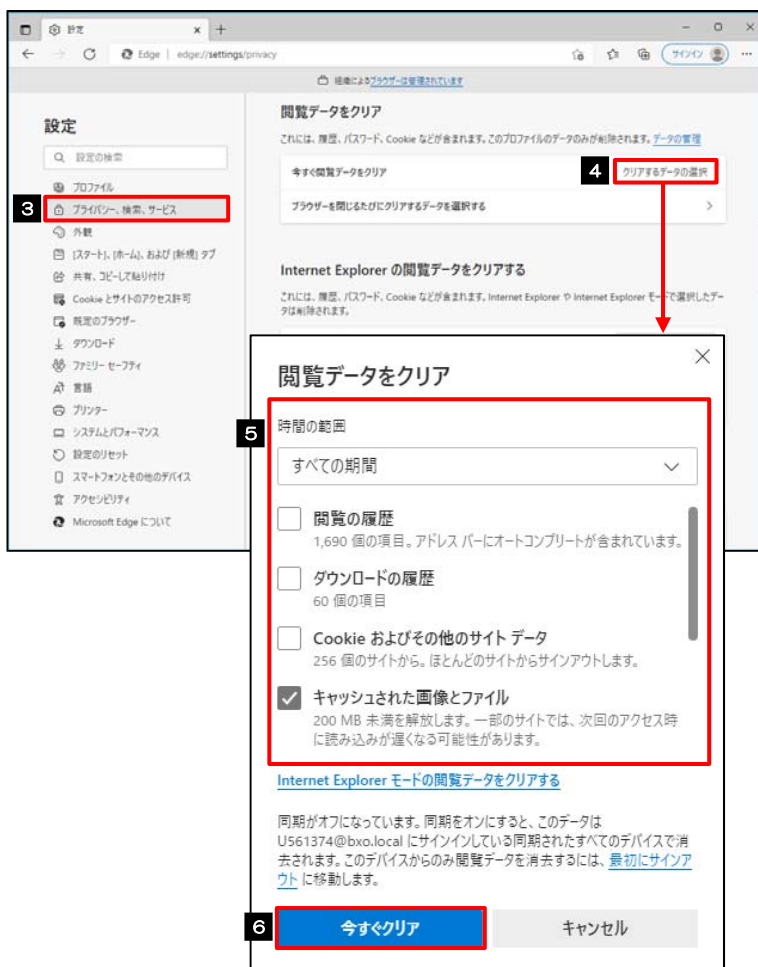 設定
Edge | edge://settings/privacy
サインイン
組織によるブラウザーは管理されています
設定
設定の検索
プロファイル
3
プライバシー、検索、サービス
外観
[スタート]、[ホーム]、および [新規] タブ
共有、コピーして貼り付け
Cookie とサイトのアクセス許可
既定のブラウザー
ダウンロード
ファミリー セーフティ
言語
プリンター
システムとパフォーマンス
設定のリセット
スマートフォンとその他のデバイス
アクセシビリティ
Microsoft Edge について
閲覧データをクリア
これには、履歴、パスワード、Cookie などが含まれます。このプロファイルのデータのみが削除されます。データの管理
今すぐ閲覧データをクリア
4
クリアするデータの選択
ブラウザーを閉じるたびにクリアするデータを選択する
Internet Explorer の閲覧データをクリアする
これには、履歴、パスワード、Cookie などが含まれます。Internet Explorer や Internet Explorer モードで選択したデー
タは削除されます。
閲覧データをクリア
5
時間の範囲
すべての期間
閲覧の履歴
1,690 個の項目。アドレス バーにオートコンプリートが含まれています。
ダウンロードの履歴
60 個の項目
Cookie およびその他のサイト データ
256 個のサイトから。ほとんどのサイトからサインアウトします。
キャッシュされた画像とファイル
200 MB 未満を解放します。一部のサイトでは、次回のアクセス時
に読み込みが遅くなる可能性があります。
Internet Explorer モードの閲覧データをクリアする
同期がオフになっています。同期をオンにすると、このデータは
U561374@bxo.local にサインインしている同期されたすべてのデバイスで消
去されます。このデバイスからのみ閲覧データを消去するには、最初にサインア
ウト に移動します。
6
今すぐクリア
キャンセル